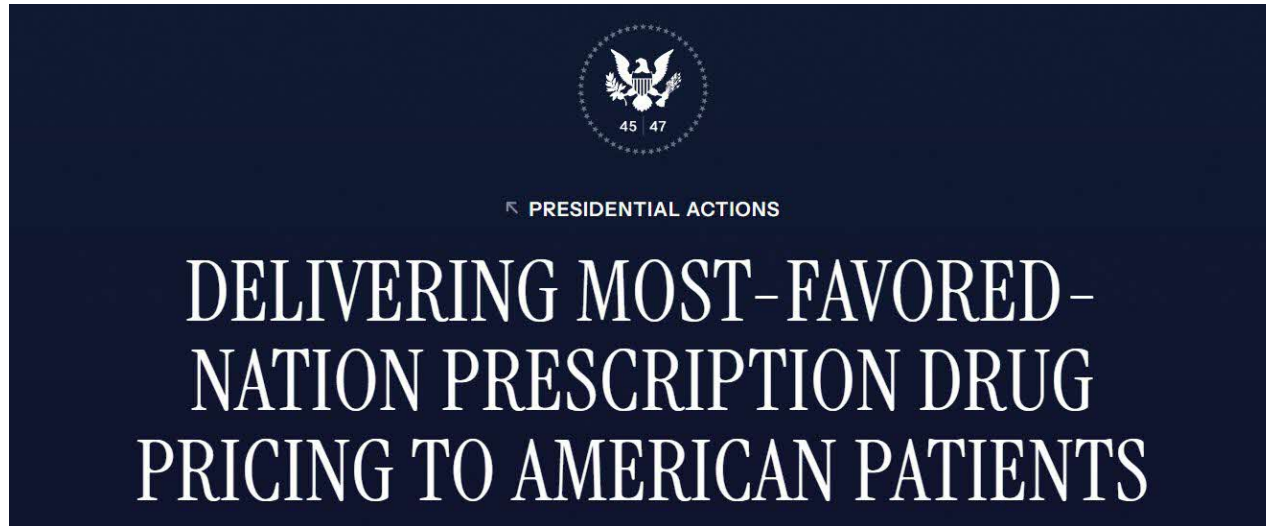 45 47
PRESIDENTIAL ACTIONS
DELIVERING MOST-FAVORED-
NATION PRESCRIPTION DRUG
PRICING TO AMERICAN PATIENTS